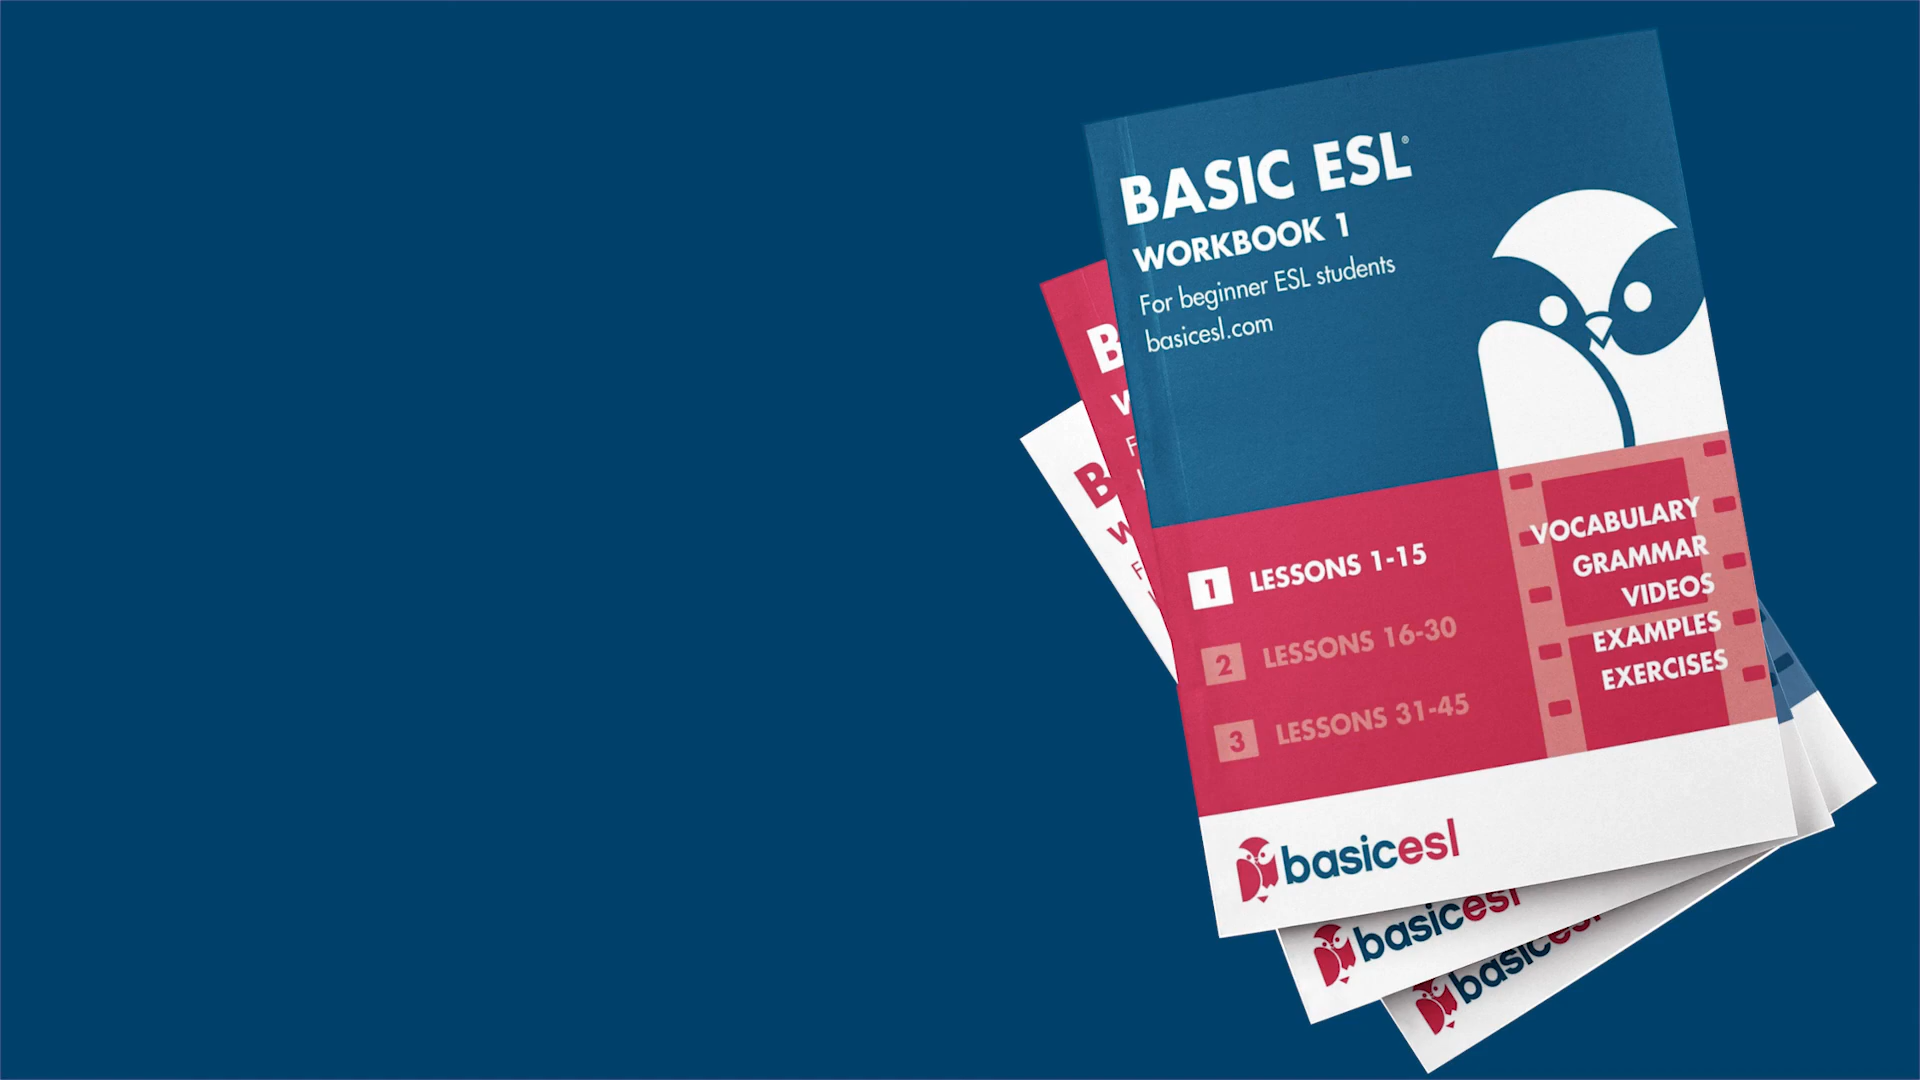 BASIC ESL®
WORKBOOK 1
For beginner ESL students
basicesl.com
VOCABULARY
GRAMMAR
VIDEOS
EXAMPLES
EXERCISES
1 LESSONS 1-15
2 LESSONS 16-30
3 LESSONS 31-45
basicesl
basicesl
basicesl